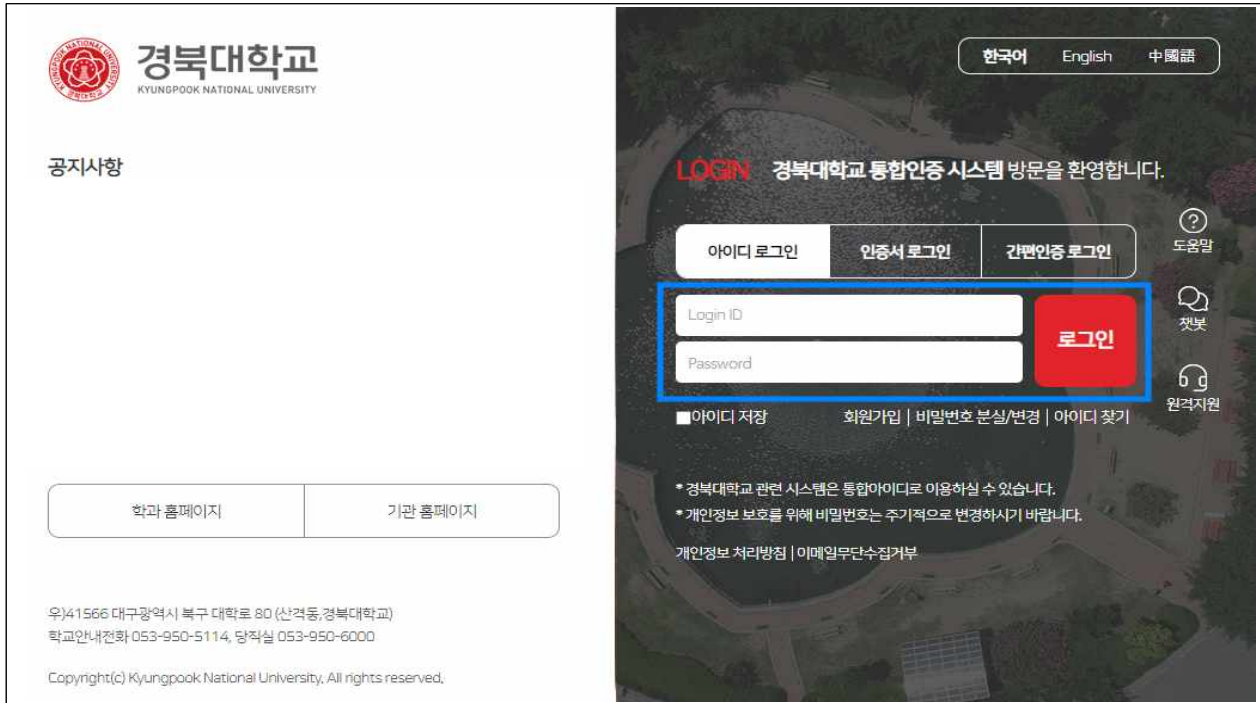 경북대학교
KYUNGPOOK NATIONAL UNIVERSITY
공지사항
학과 홈페이지 기관 홈페이지
우)41566 대구광역시 북구 대학로 80 (산격동,경북대학교)
학교안내전화 053-950-5114, 당직실 053-950-6000
Copyright(c) Kyungpook National University, All rights reserved.
한국어 English 中國語
LOGIN 경북대학교 통합인증 시스템 방문을 환영합니다.
아이디 로그인 인증서 로그인 간편인증 로그인
Login ID
Password
로그인
아이디 저장 회원가입 | 비밀번호 분실/변경 | 아이디 찾기
* 경북대학교 관련 시스템은 통합아이디로 이용하실 수 있습니다.
* 개인정보 보호를 위해 비밀번호는 주기적으로 변경하시기 바랍니다.
개인정보 처리방침 | 이메일무단수집거부
도움말
챗봇
원격지원